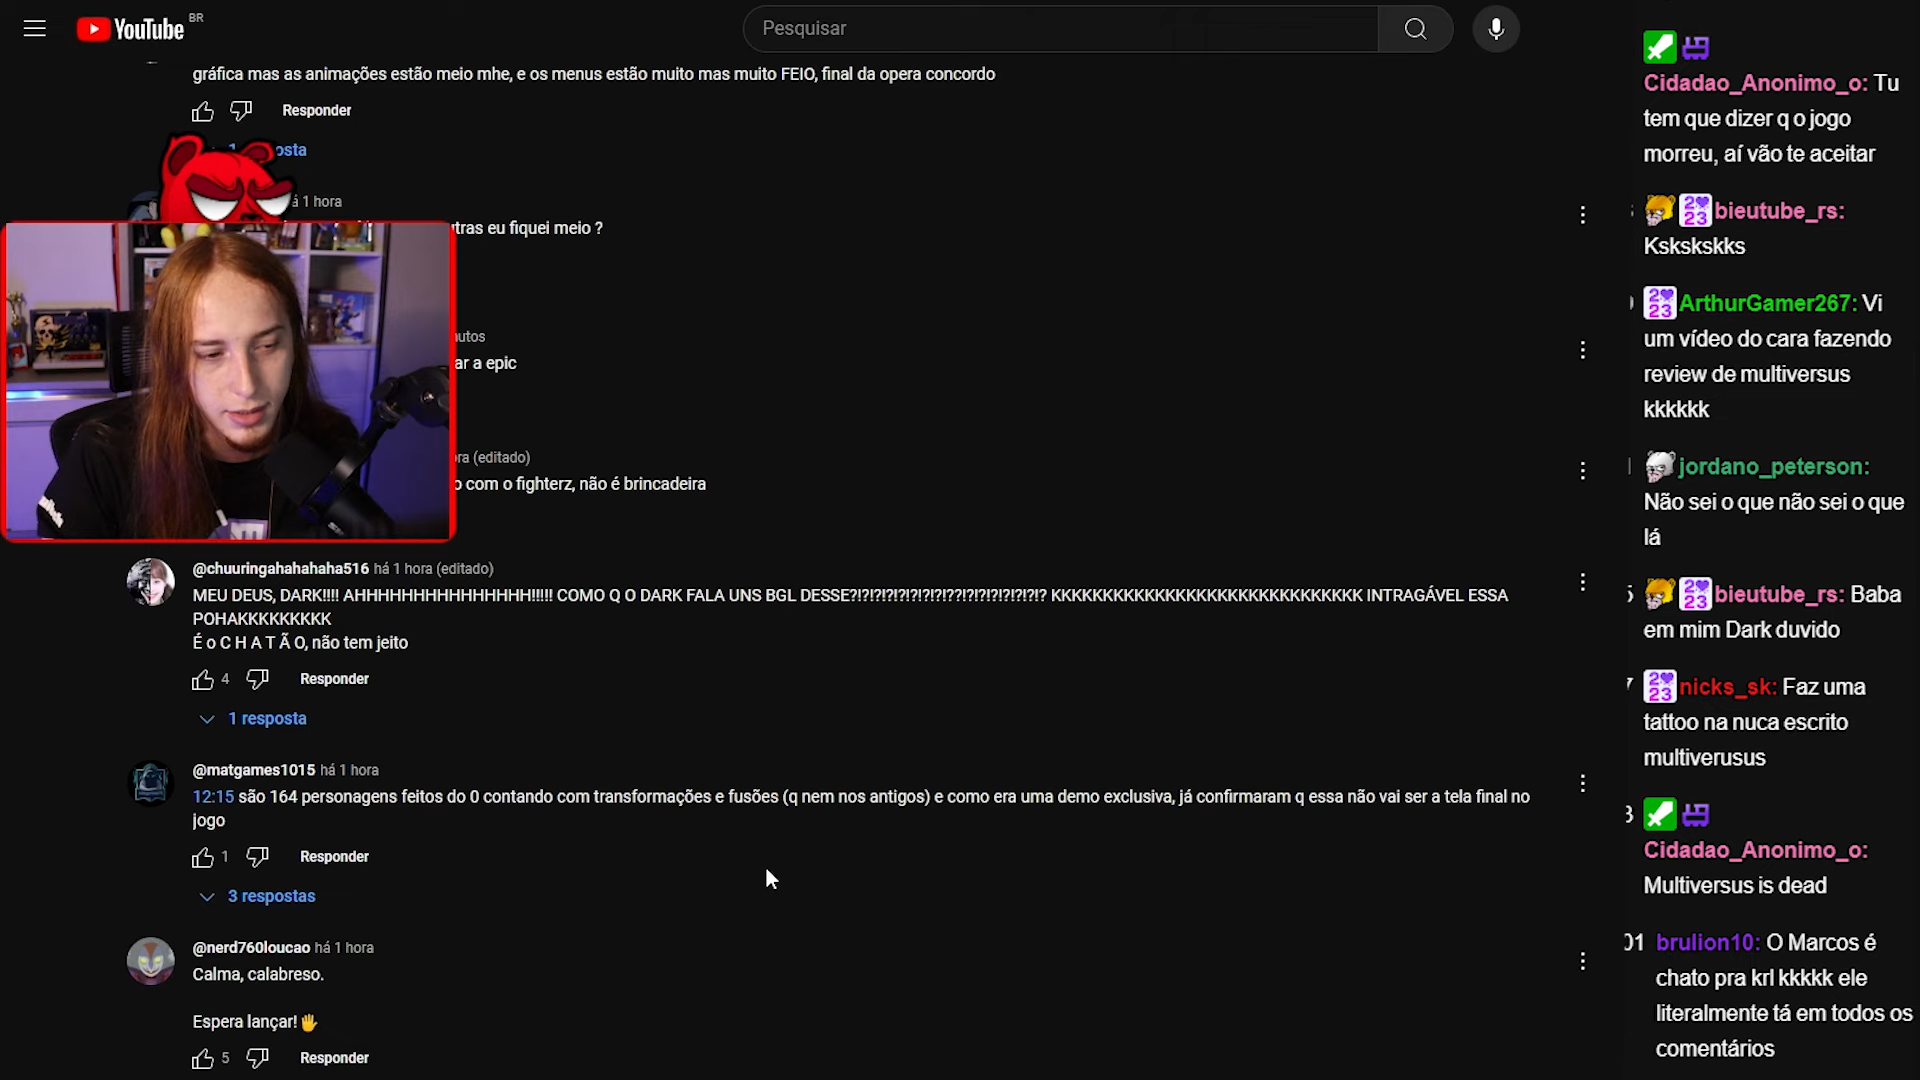 YouTube BR
Pesquisar
gráfica mas as animações estão meio mhe, e os menus estão muito mas muito FEIO, final da opera concordo
Responder
há 1 hora
eu fiquei meio ?
ar a epic
(editado)
com o fighterz, não é brincadeira
@chuuringahahahaha516 há 1 hora (editado)
MEU DEUS, DARK!!!! AHHHHHHHHHHHHHHHH!!!!! COMO Q O DARK FALA UNS BGL DESSE?!?!?!?!?!?!?!?!??!?!?!?!?!?!?!? KKKKKKKKKKKKKKKKKKKKKKKKKKKKKK INTRAGÁVEL ESSA
POHAKKKKKKKKK
É o C H A T Ã O, não tem jeito
4 Responder
1 resposta
@matgames1015 há 1 hora
12:15 são 164 personagens feitos do 0 contando com transformações e fusões (q nem nos antigos) e como era uma demo exclusiva, já confirmaram q essa não vai ser a tela final no
jogo
1 Responder
3 respostas
@nerd760loucao há 1 hora
Calma, calabreso.
Espera lançar!🖐
5 Responder
Cidadao_Anonimo_o: Tu
tem que dizer q o jogo
morreu, aí vão te aceitar
bieutube_rs:
Kskskskks
ArthurGamer267: Vi
um vídeo do cara fazendo
review de multiversus
kkkkkk
jordano_peterson:
Não sei o que não sei o que
lá
bieutube_rs: Baba
em mim Dark duvido
nicks_sk: Faz uma
tattoo na nuca escrito
multiverusus
Cidadao_Anonimo_o:
Multiversus is dead
brulion10: O Marcos é
chato pra krl kkkkk ele
literalmente tá em todos os
comentários